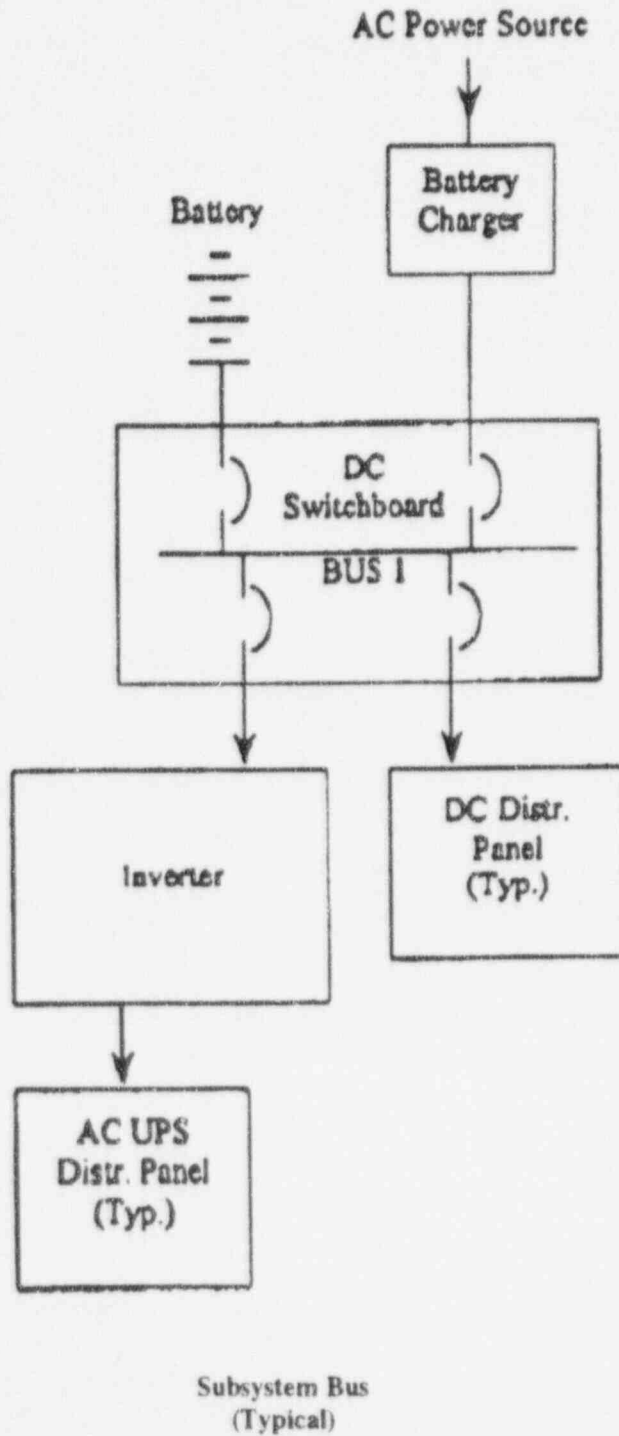 AC Power Source
Battery
Charger
Battery
DC
Switchboard
BUS 1
Inverter
DC Distr.
Panel
(Typ.)
AC UPS
Distr. Panel
(Typ.)
Subsystem Bus
(Typical)